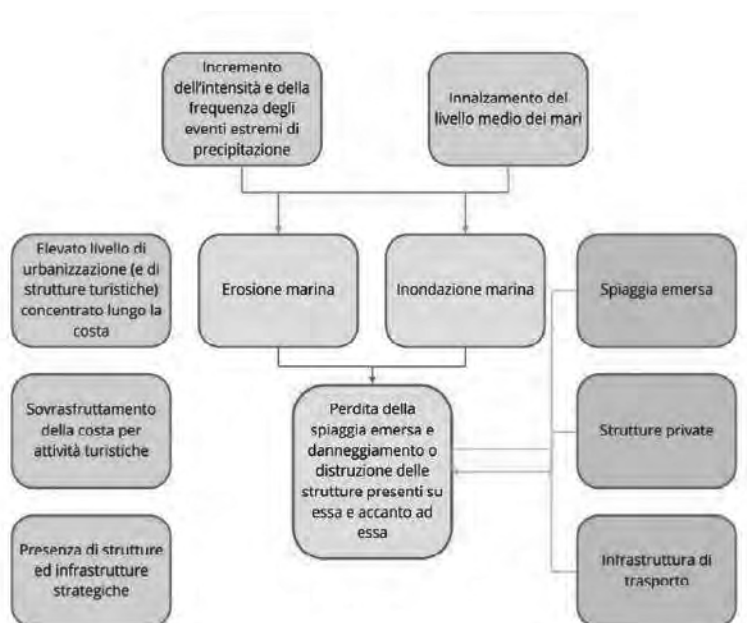 Incremento
dell'intensità e della
frequenza degli
eventi estremi di
precipitazione
Innalzamento del
livello medio dei mari
Elevato livello di
urbanizzazione (e di
strutture turistiche)
concentrato lungo la
costa
Erosione marina
Inondazione marina
Spiaggia emersa
Sovrasfruttamento
della costa per
attività turistiche
Perdita della
spiaggia emersa e
danneggiamento o
distruzione delle
strutture presenti su
essa e accanto ad
essa
Strutture private
Presenza di strutture
ed infrastrutture
strategiche
Infrastruttura di
trasporto